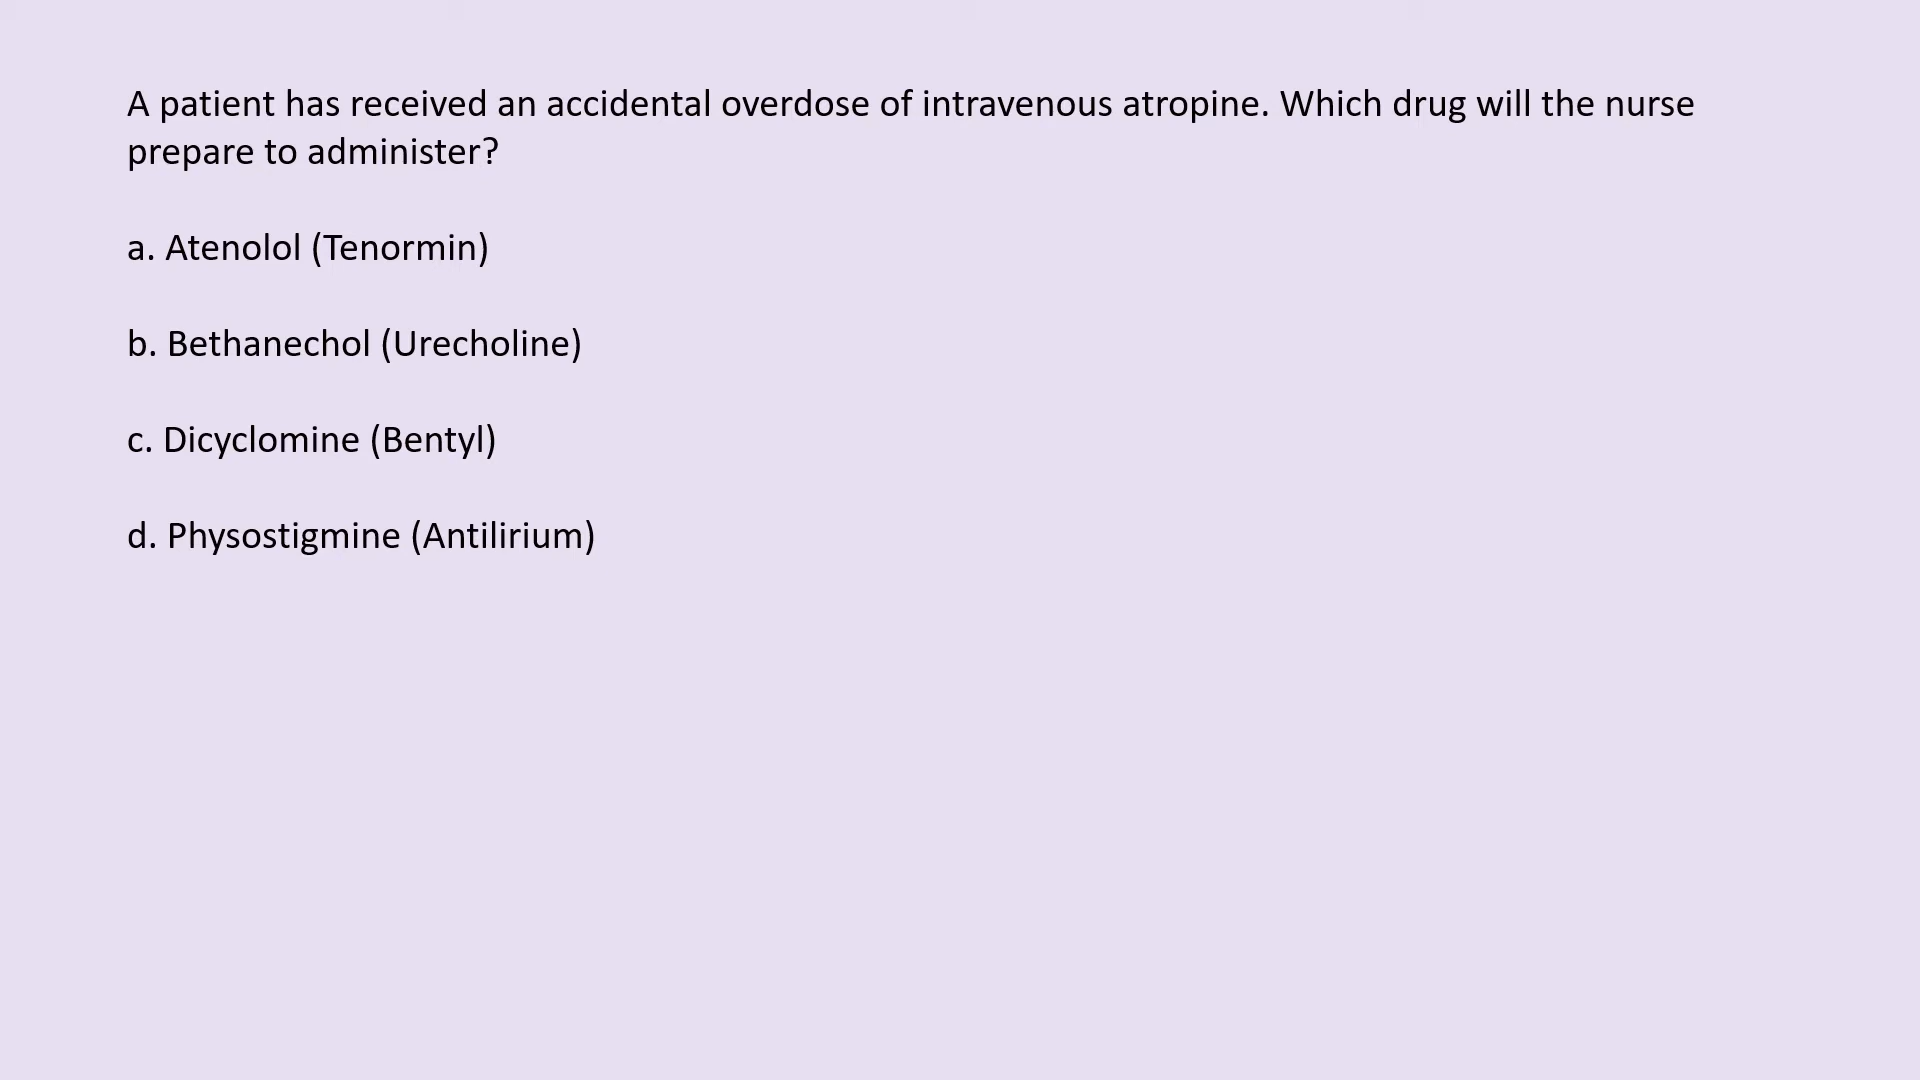 A patient has received an accidental overdose of intravenous atropine. Which drug will the nurse
prepare to administer?
a. Atenolol (Tenormin)
b. Bethanechol (Urecholine)
c. Dicyclomine (Bentyl)
d. Physostigmine (Antilirium)